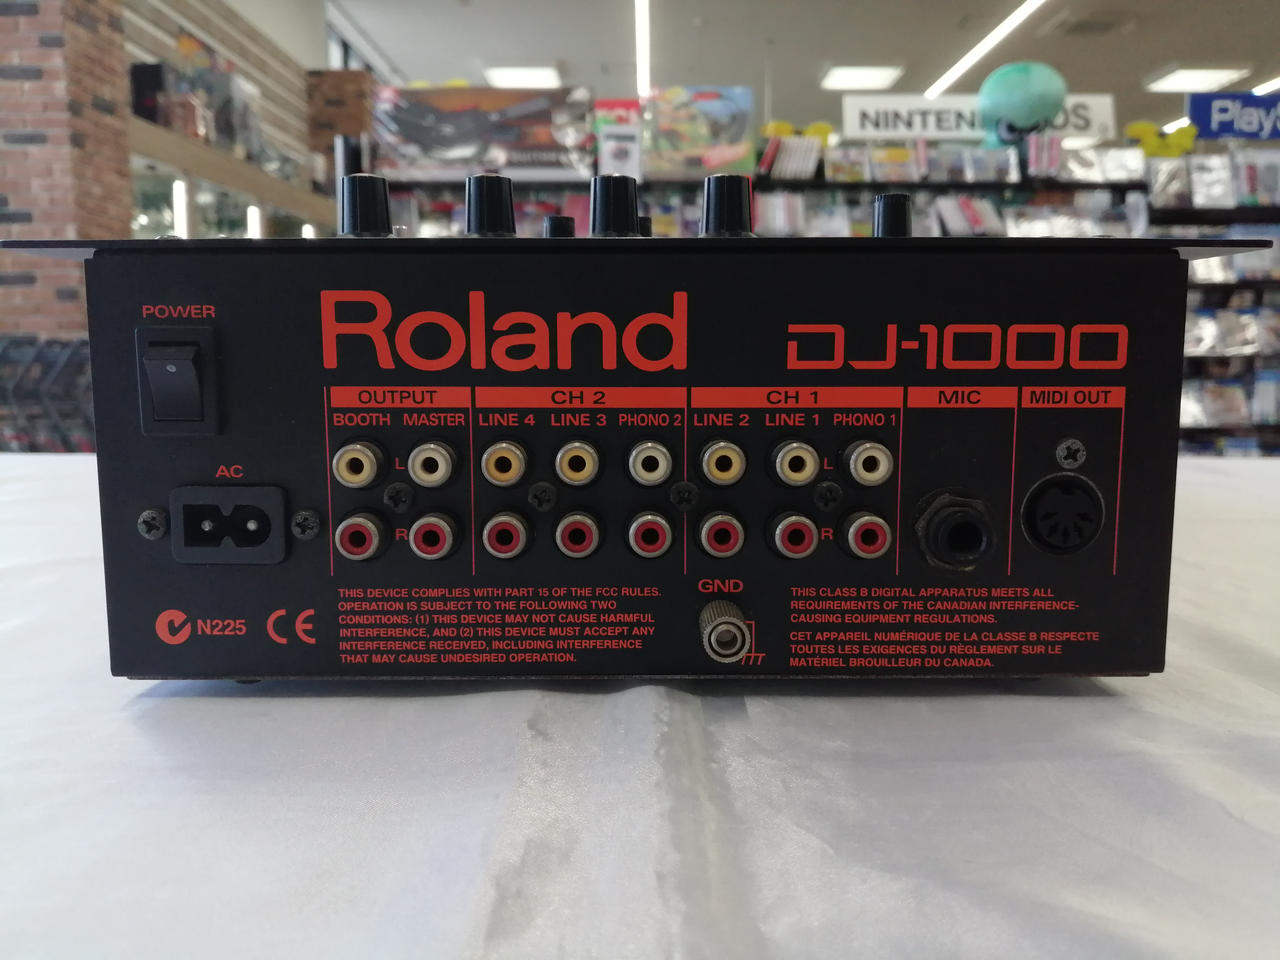 NINTEN
DS
Play
POWER
Roland
DJ-1000
OUTPUT
CH 2
CH 1
MIC
MIDI OUT
BOOTH
MASTER
LINE 4
LINE 3
PHONO 2
LINE 2
LINE 1
PHONO 1
L
L
AC
R
R
GND
N225
CE
THIS DEVICE COMPLIES WITH PART 15 OF THE FCC RULES.
OPERATION IS SUBJECT TO THE FOLLOWING TWO
CONDITIONS: (1) THIS DEVICE MAY NOT CAUSE HARMFUL
INTERFERENCE, AND (2) THIS DEVICE MUST ACCEPT ANY
INTERFERENCE RECEIVED, INCLUDING INTERFERENCE
THAT MAY CAUSE UNDESIRED OPERATION.
THIS CLASS B DIGITAL APPARATUS MEETS ALL
REQUIREMENTS OF THE CANADIAN INTERFERENCE-
CAUSING EQUIPMENT REGULATIONS.
CET APPAREIL NUMÉRIQUE DE LA CLASSE B RESPECTE
TOUTES LES EXIGENCES DU RÈGLEMENT SUR LE
MATÉRIEL BROUILLEUR DU CANADA.